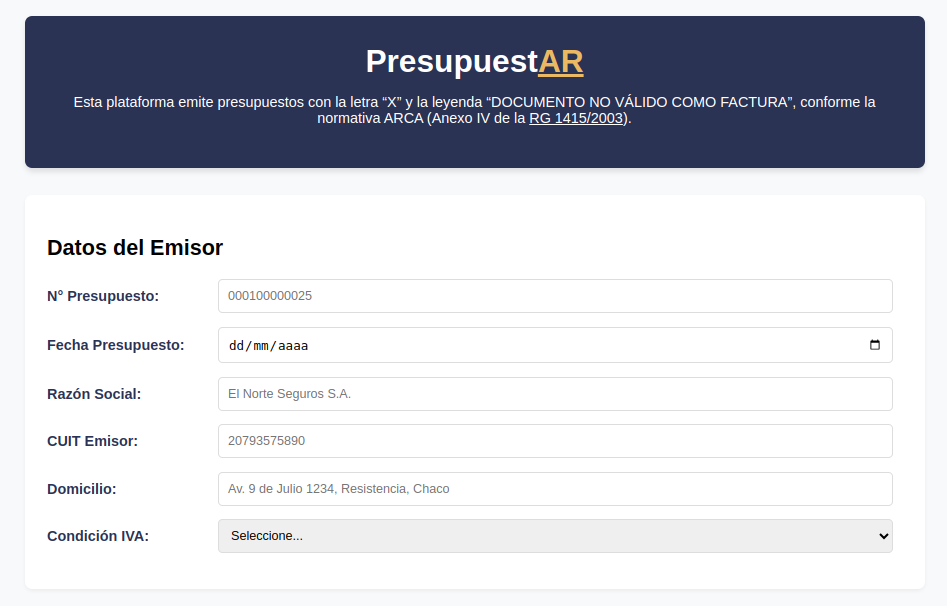 PresupuestAR
Esta plataforma emite presupuestos con la letra “X” y la leyenda “DOCUMENTO NO VÁLIDO COMO FACTURA”, conforme la
normativa ARCA (Anexo IV de la RG 1415/2003).
Datos del Emisor
N° Presupuesto: 000100000025
Fecha Presupuesto: dd/mm/aaaa
Razón Social: El Norte Seguros S.A.
CUIT Emisor: 20793575890
Domicilio: Av. 9 de Julio 1234, Resistencia, Chaco
Condición IVA: Seleccione...